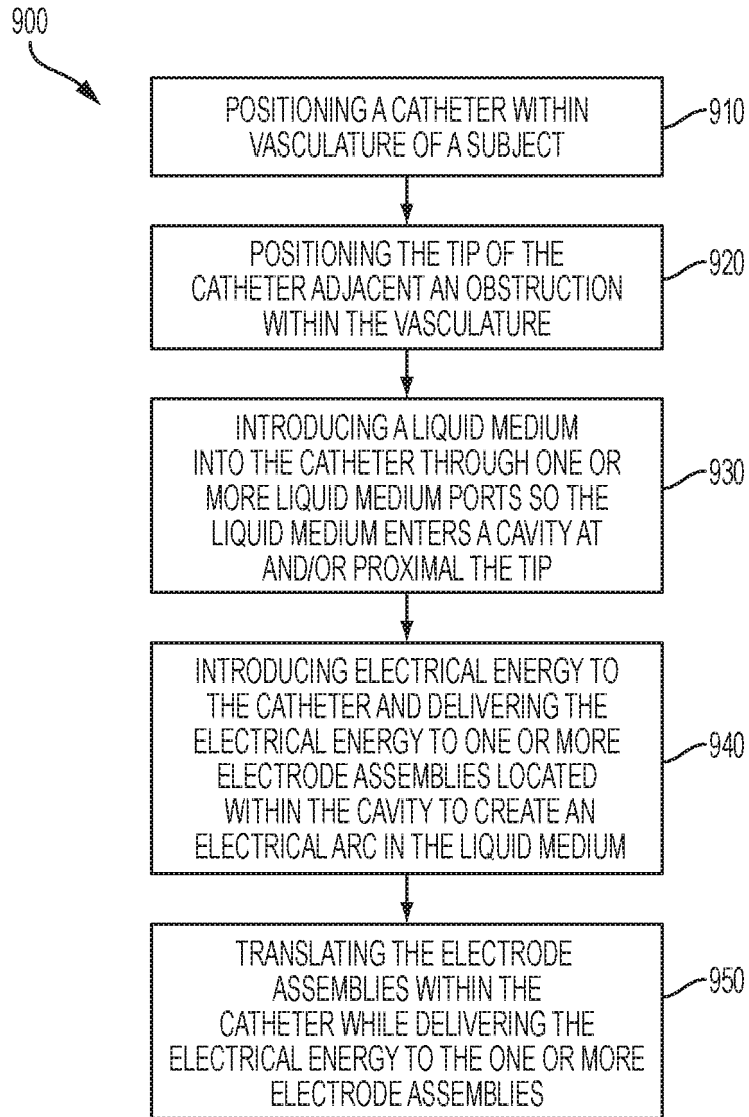 900
POSITIONING A CATHETER WITHIN
VASCULATURE OF A SUBJECT
910
POSITIONING THE TIP OF THE
CATHETER ADJACENT AN OBSTRUCTION
WITHIN THE VASCULATURE
920
INTRODUCING A LIQUID MEDIUM
INTO THE CATHETER THROUGH ONE OR
MORE LIQUID MEDIUM PORTS SO THE
LIQUID MEDIUM ENTERS A CAVITY AT
AND/OR PROXIMAL THE TIP
930
INTRODUCING ELECTRICAL ENERGY TO
THE CATHETER AND DELIVERING THE
ELECTRICAL ENERGY TO ONE OR MORE
ELECTRODE ASSEMBLIES LOCATED
WITHIN THE CAVITY TO CREATE AN
ELECTRICAL ARC IN THE LIQUID MEDIUM
940
TRANSLATING THE ELECTRODE
ASSEMBLIES WITHIN THE
CATHETER WHILE DELIVERING THE
ELECTRICAL ENERGY TO THE ONE OR MORE
ELECTRODE ASSEMBLIES
950